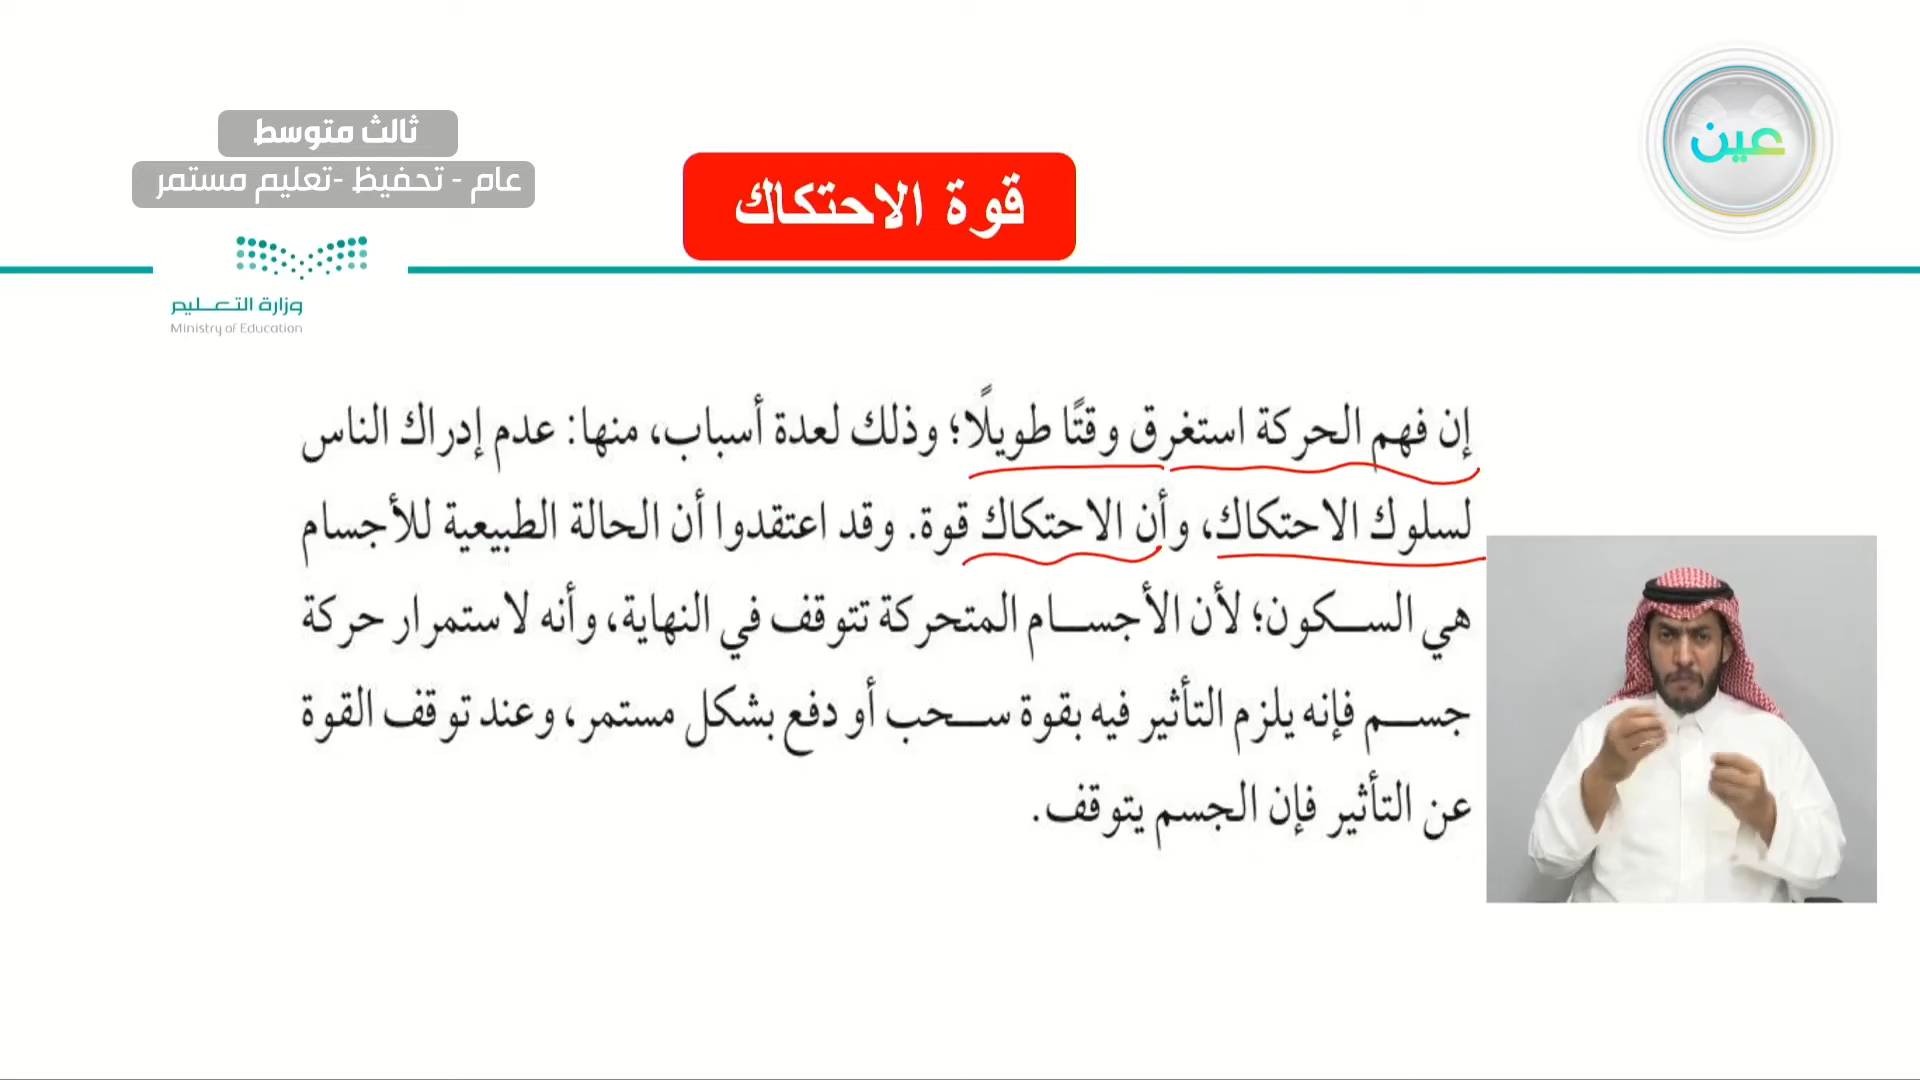 عين
ثالث متوسط
عام - تحفيظ -تعليم مستمر
قوة الاحتكاك
وزارة التعليم
Ministry of Education
إن فهم الحركة استغرق وقتًا طويلًا؛ وذلك لعدة أسباب، منها: عدم إدراك الناس
لسلوك الاحتكاك، وأن الاحتكاك قوة. وقد اعتقدوا أن الحالة الطبيعية للأجسام
هي السكون؛ لأن الأجسام المتحركة تتوقف في النهاية، وأنه لاستمرار حركة
جسم فإنه يلزم التأثير فيه بقوة سحب أو دفع بشكل مستمر، وعند توقف القوة
عن التأثير فإن الجسم يتوقف.